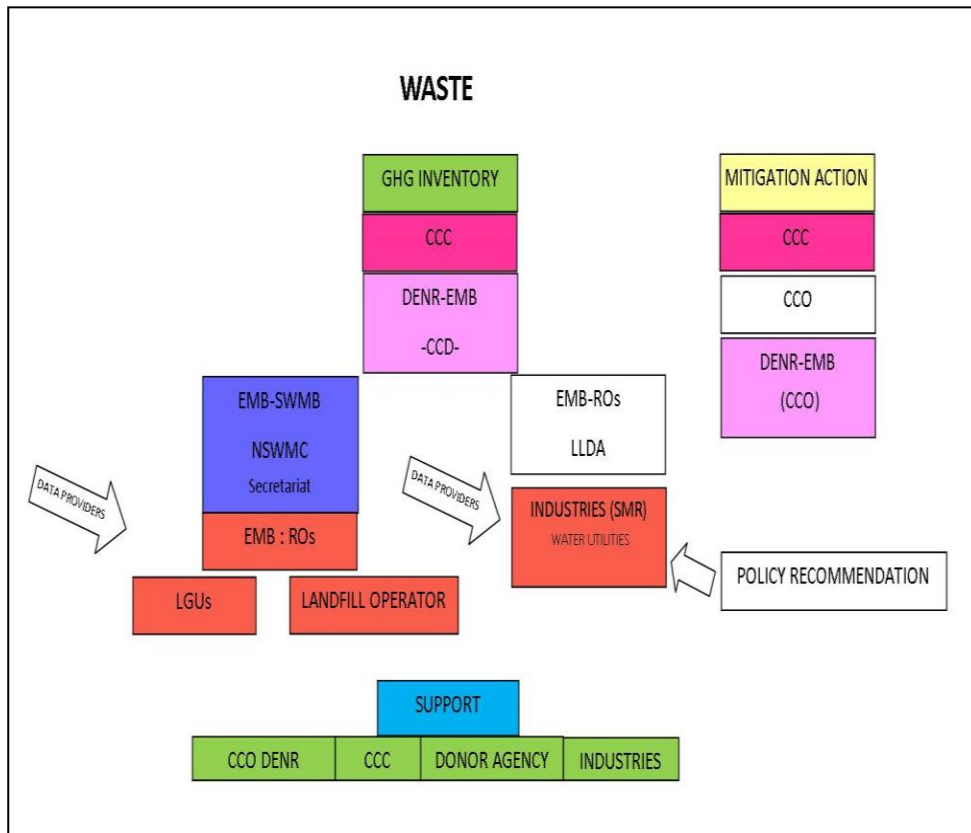 WASTE
GHG INVENTORY
CCC
DENR-EMB
-CCD-
MITIGATION ACTION
CCC
CCO
DENR-EMB
(CCO)
EMB-SWMB
NSWMC
Secretariat
EMB : ROs
LGUs
LANDFILL OPERATOR
DATA PROVIDERS
EMB-ROs
LLDA
DATA PROVIDERS
INDUSTRIES (SMR)
WATER UTILITIES
POLICY RECOMMENDATION
SUPPORT
CCO DENR
CCC
DONOR AGENCY
INDUSTRIES